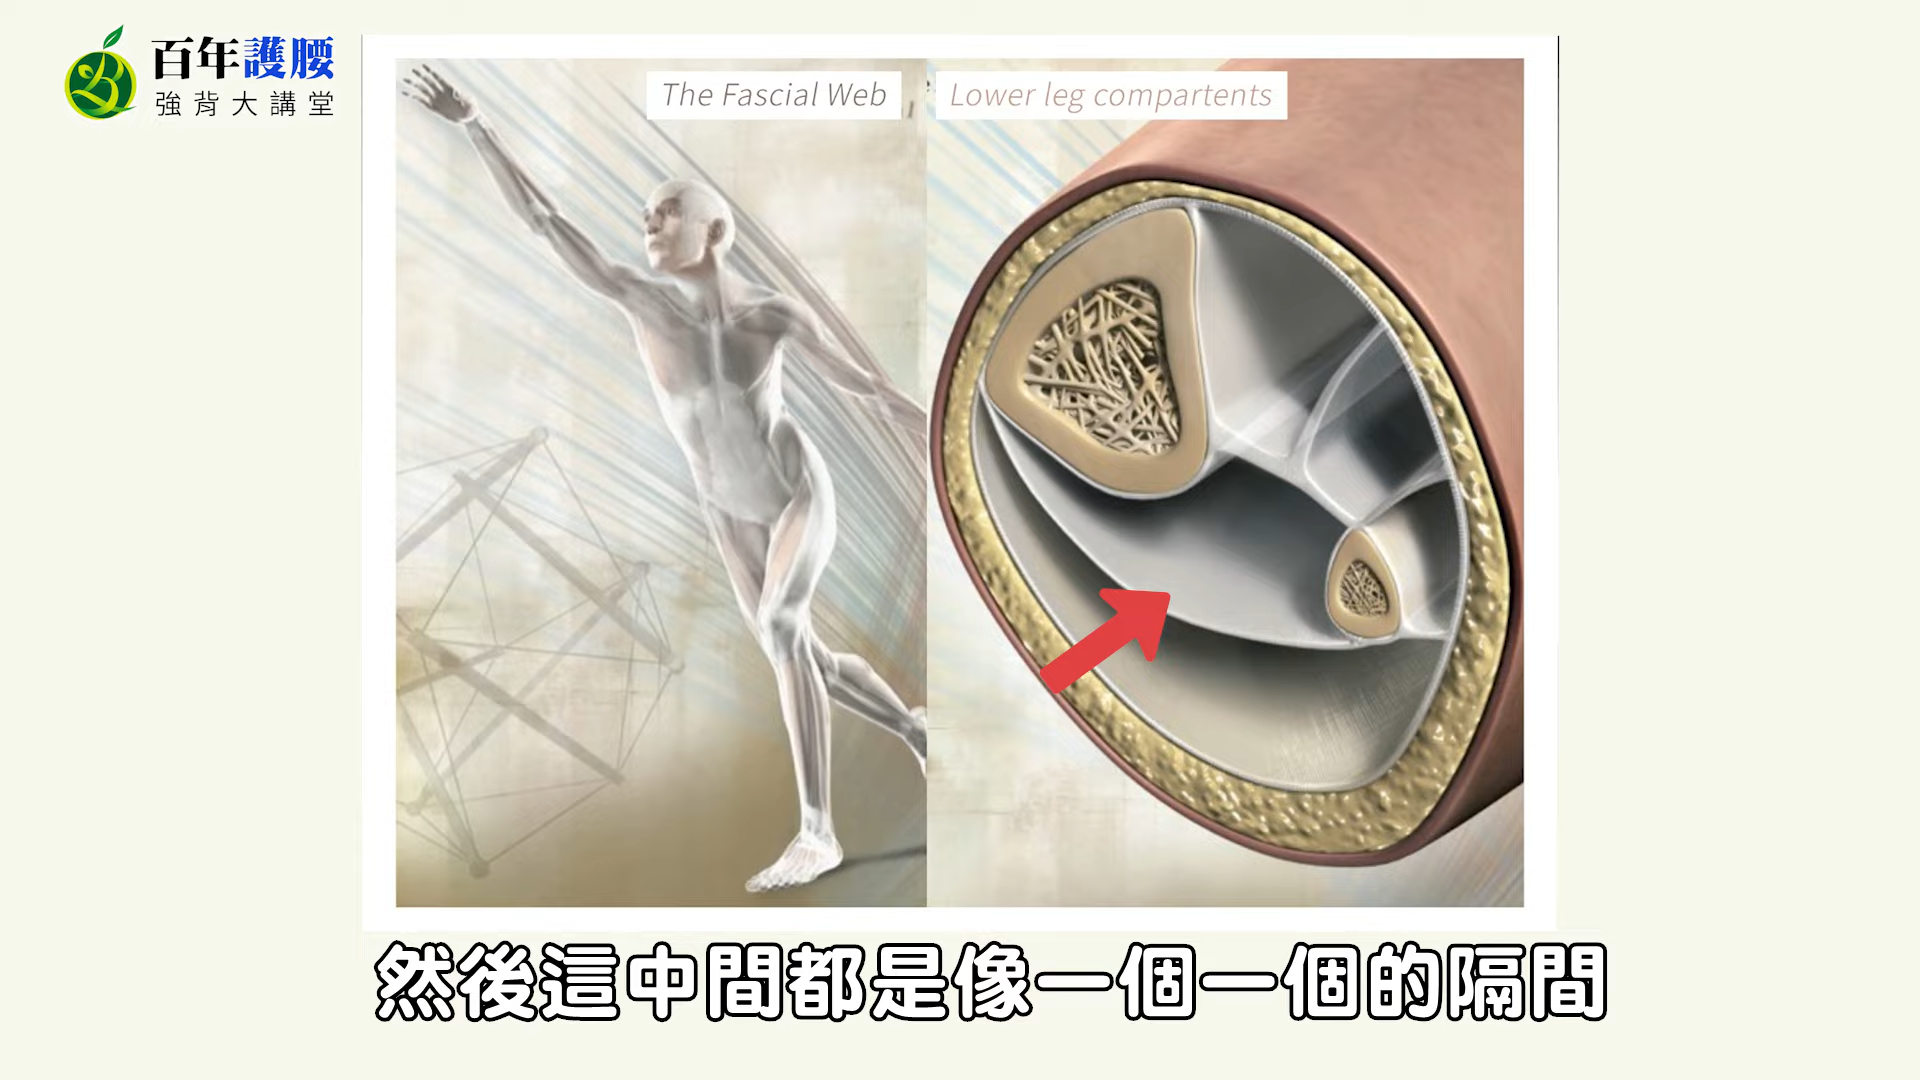 百年護腰
強背大講堂
The Fascial Web
Lower leg compartents
然後這中間都是像一個一個的隔間